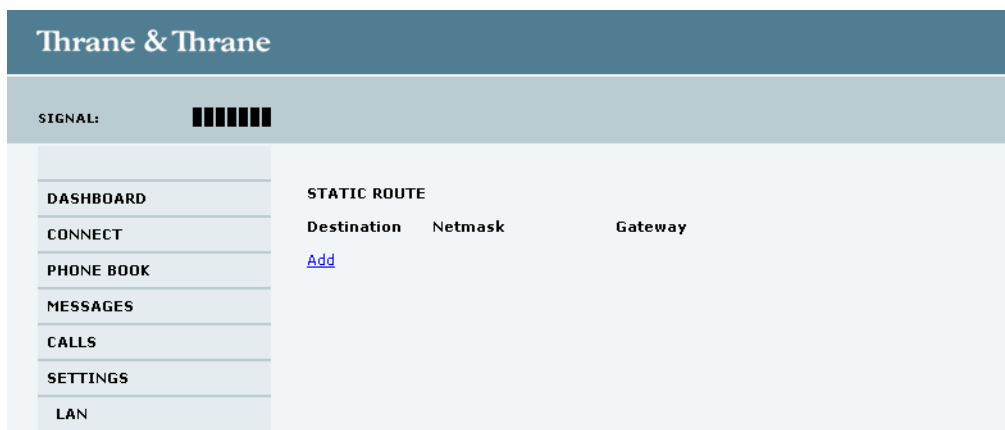 Thrane & Thrane
SIGNAL:
DASHBOARD
CONNECT
PHONE BOOK
MESSAGES
CALLS
SETTINGS
LAN
STATIC ROUTE
Destination Netmask Gateway
Add